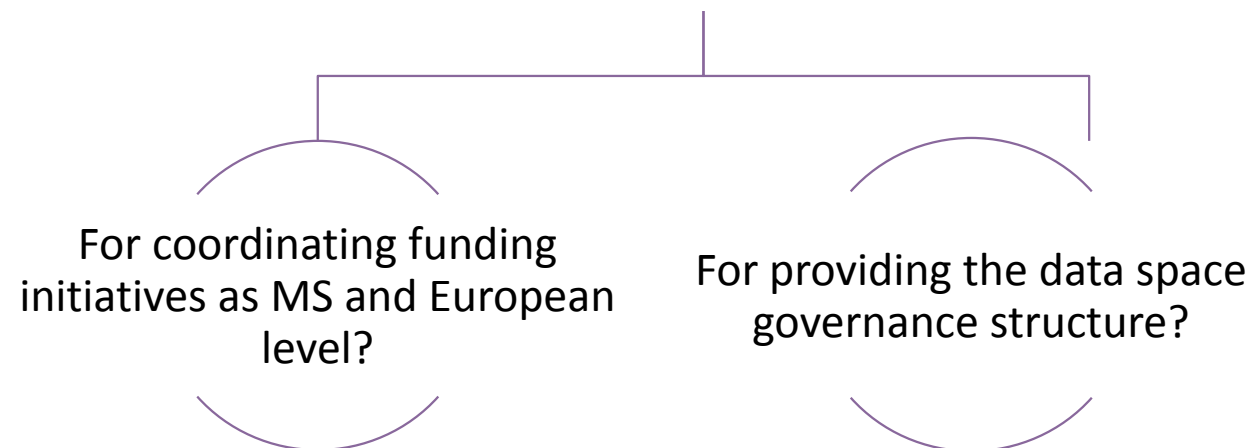 For coordinating funding
initiatives as MS and European
level?
For providing the data space
governance structure?